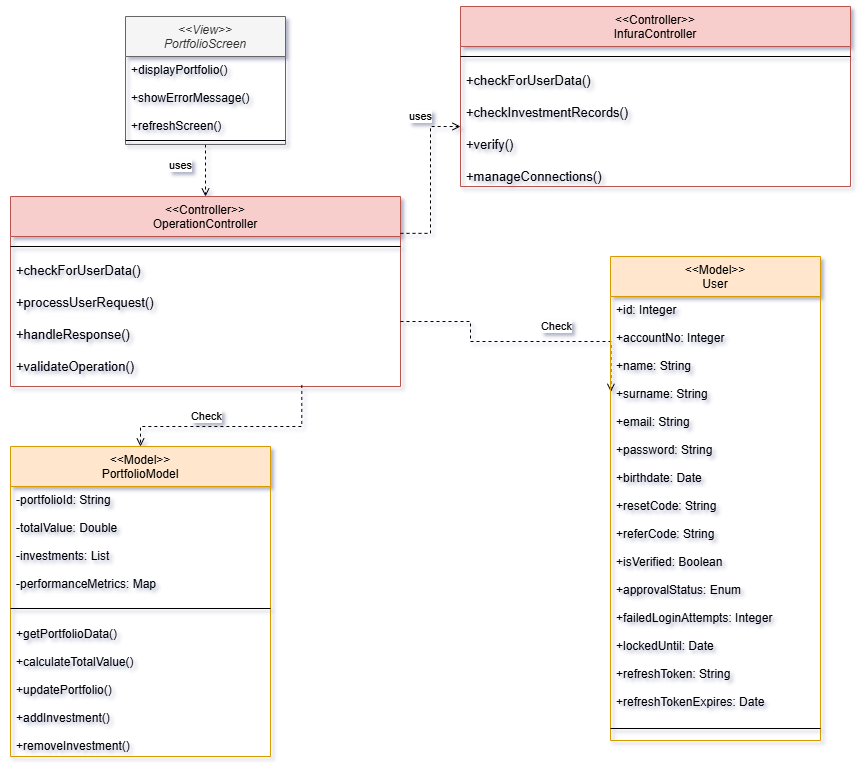 <<View>>
PortfolioScreen
+displayPortfolio()
+showErrorMessage()
+refreshScreen()
<<Controller>>
InfuraController
+checkForUserData()
+checkInvestmentRecords()
+verify()
+manageConnections()
uses
uses
<<Controller>>
OperationController
+checkForUserData()
+processUserRequest()
+handleResponse()
+validateOperation()
Check
Check
<<Model>>
User
+id: Integer
+accountNo: Integer
+name: String
+surname: String
+email: String
+password: String
+birthdate: Date
+resetCode: String
+referCode: String
+isVerified: Boolean
+approvalStatus: Enum
+failedLoginAttempts: Integer
+lockedUntil: Date
+refreshToken: String
+refreshTokenExpires: Date
<<Model>>
PortfolioModel
-portfolioId: String
-totalValue: Double
-investments: List
-performanceMetrics: Map
+getPortfolioData()
+calculateTotalValue()
+updatePortfolio()
+addInvestment()
+removeInvestment()